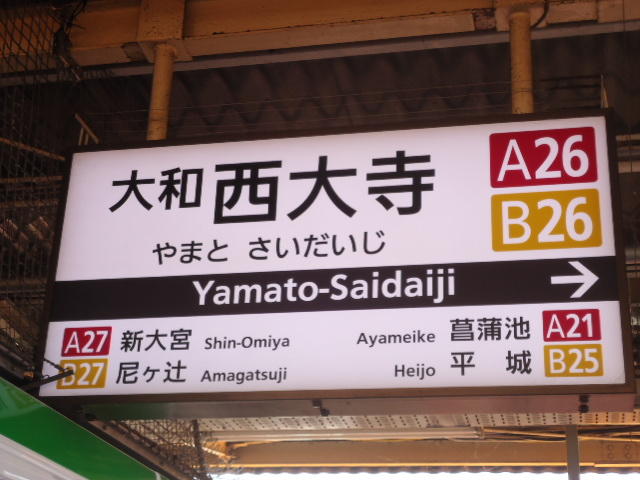 大和西大寺 A26
B26
やまと さいだいじ
Yamato-Saidaiji →
A27 新大宮 Shin-Omiya Ayameike 菖蒲池 A21
B27 尼ヶ辻 Amagatsuji Heijo 平城 B25